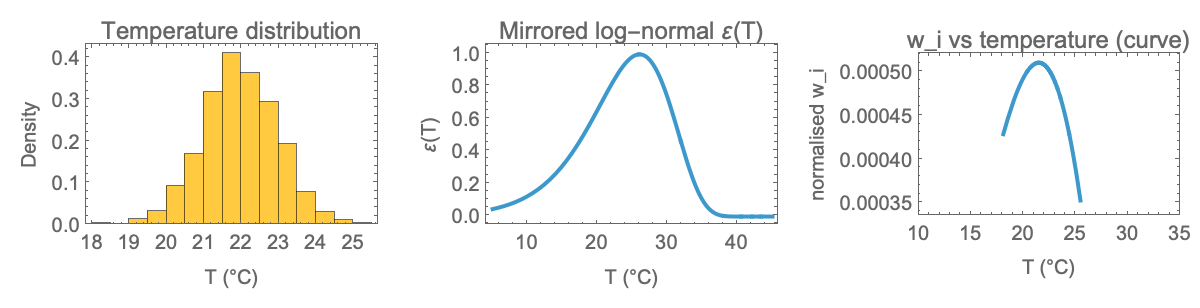 Temperature distribution
Density
0.4
0.3
0.2
0.1
0.0
18 19 20 21 22 23 24 25
T (°C)
Mirrored log-normal ε(T)
ε(T)
1.0
0.8
0.6
0.4
0.2
0.0
10 20 30 40
T (°C)
w_i vs temperature (curve)
normalised w_i
0.00050
0.00045
0.00040
0.00035
10 15 20 25 30 35
T (°C)